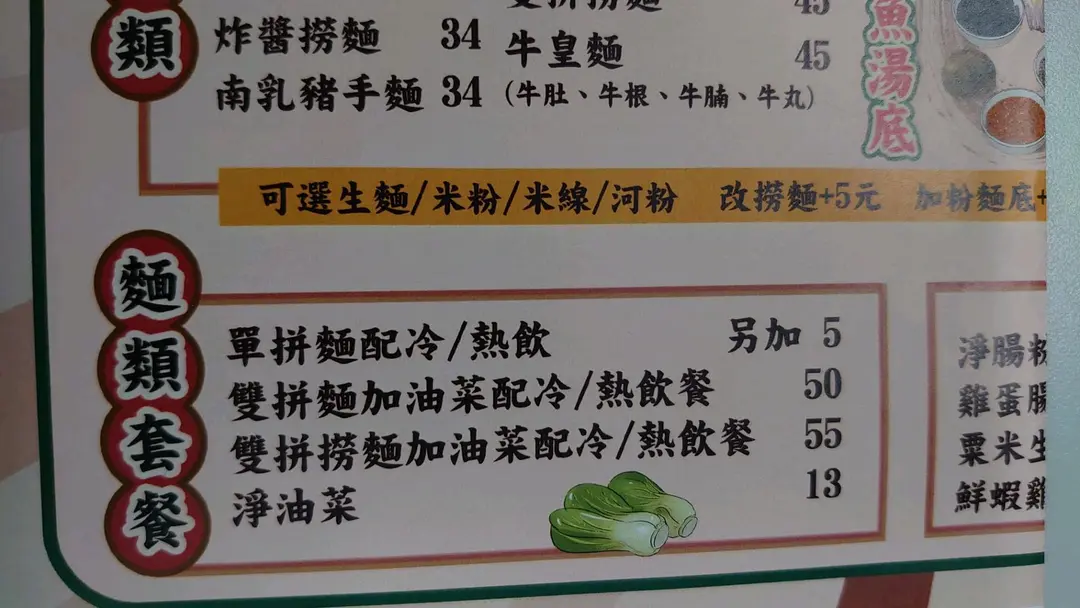 類
炸醬撈麵 34
南乳豬手麵 34
雙拼撈麵 45
牛皇麵 45
(牛肚、牛根、牛腩、牛丸)
魚湯底
可選生麵/米粉/米線/河粉 改撈麵+5元 加粉麵底+
麵類套餐
單拼麵配冷/熱飲 另加 5
雙拼麵加油菜配冷/熱飲餐 50
雙拼撈麵加油菜配冷/熱飲餐 55
淨油菜 13
淨腸粉
雞蛋腸
粟米生
鮮蝦雞